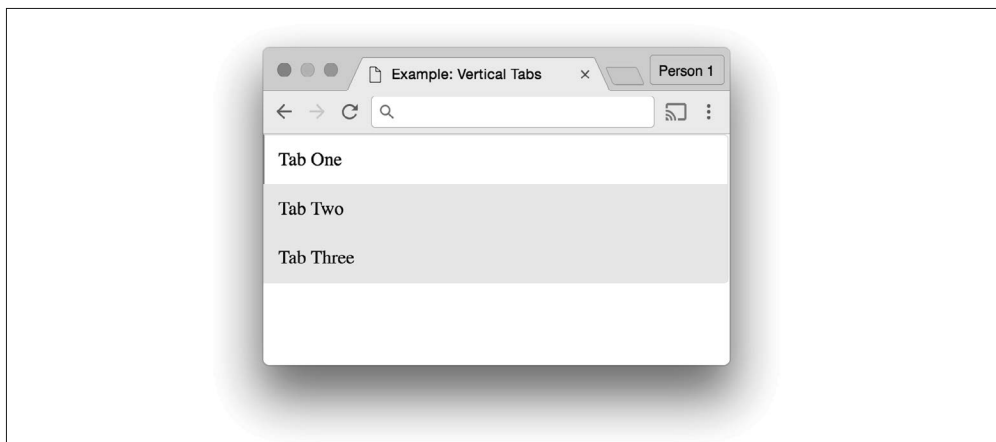 Example: Vertical Tabs
Person 1
Tab One
Tab Two
Tab Three